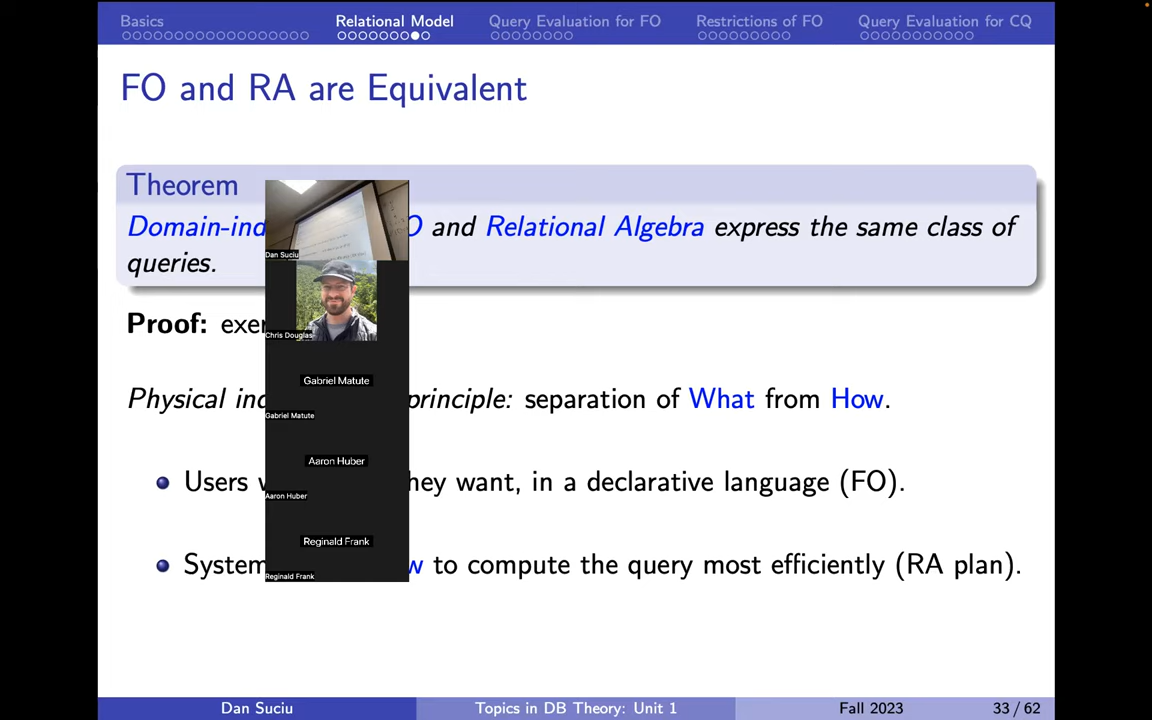 Basics Relational Model Query Evaluation for FO Restrictions of FO Query Evaluation for CQ
FO and RA are Equivalent
Theorem
Domain-ind O and Relational Algebra express the same class of
queries.
Proof: exer
Physical ind principle: separation of What from How.
Users w hey want, in a declarative language (FO).
System w to compute the query most efficiently (RA plan).
Dan Suciu
Chris Douglas
Gabriel Matute
Gabriel Matute
Aaron Huber
Aaron Huber
Reginald Frank
Reginald Frank
Dan Suciu Topics in DB Theory: Unit 1 Fall 2023 33 / 62